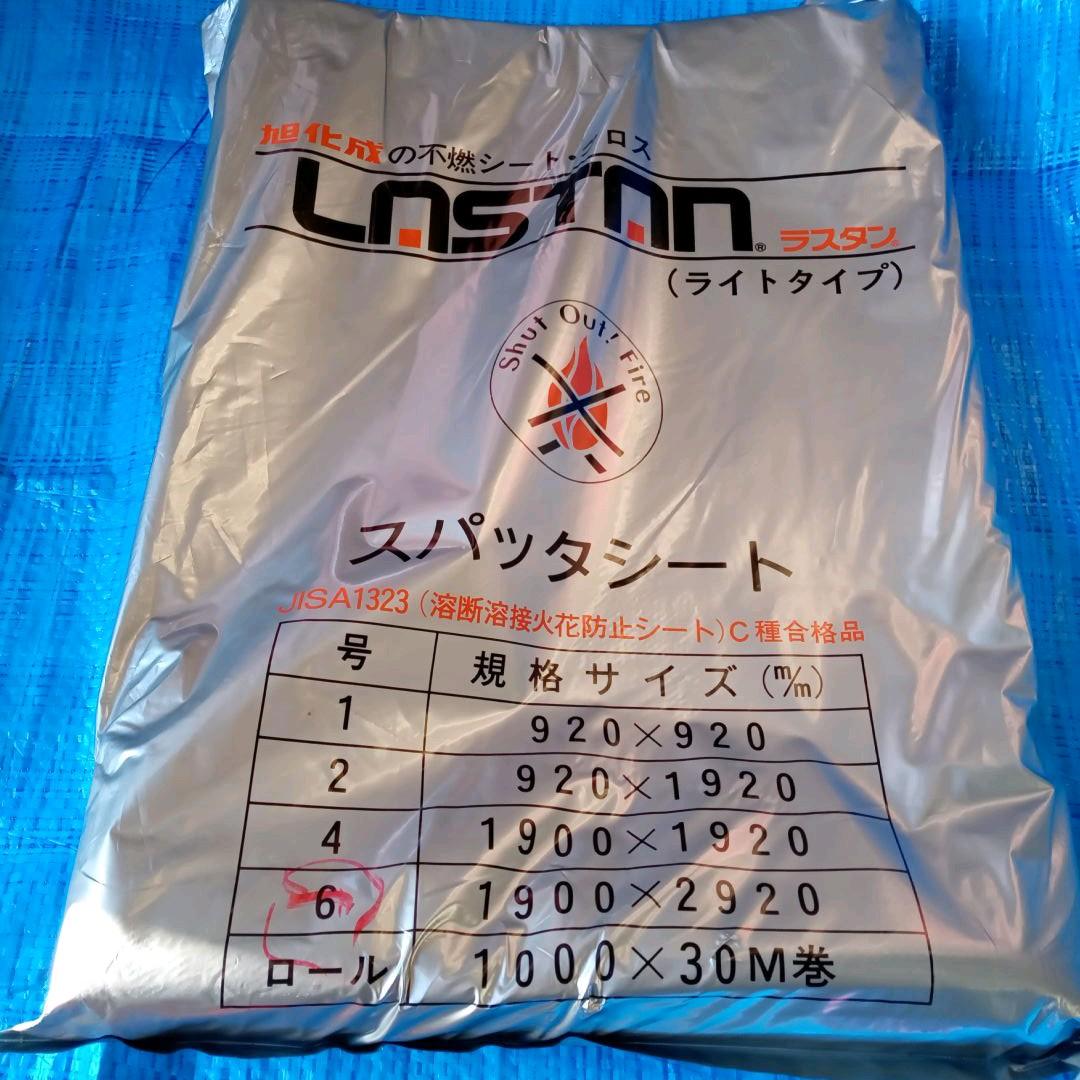 旭化成の不燃シート・クロス
LASTAN® ラスタン®
（ライトタイプ）
Shut Out! Fire
スパッタシート
JISA1323（溶断溶接火花防止シート）C種合格品
号 規格サイズ（m/m）
1 920×920
2 920×1920
4 1900×1920
6 1900×2920
ロール 1000×30M巻